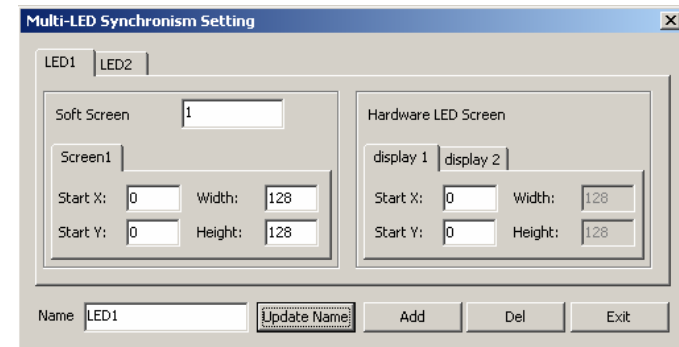 Multi-LED Synchronism Setting
LED1 LED2
Soft Screen 1
Screen1
Start X: 0 Width: 128
Start Y: 0 Height: 128
Hardware LED Screen
display 1 display 2
Start X: 0 Width: 128
Start Y: 0 Height: 128
Name LED1 Update Name Add Del Exit